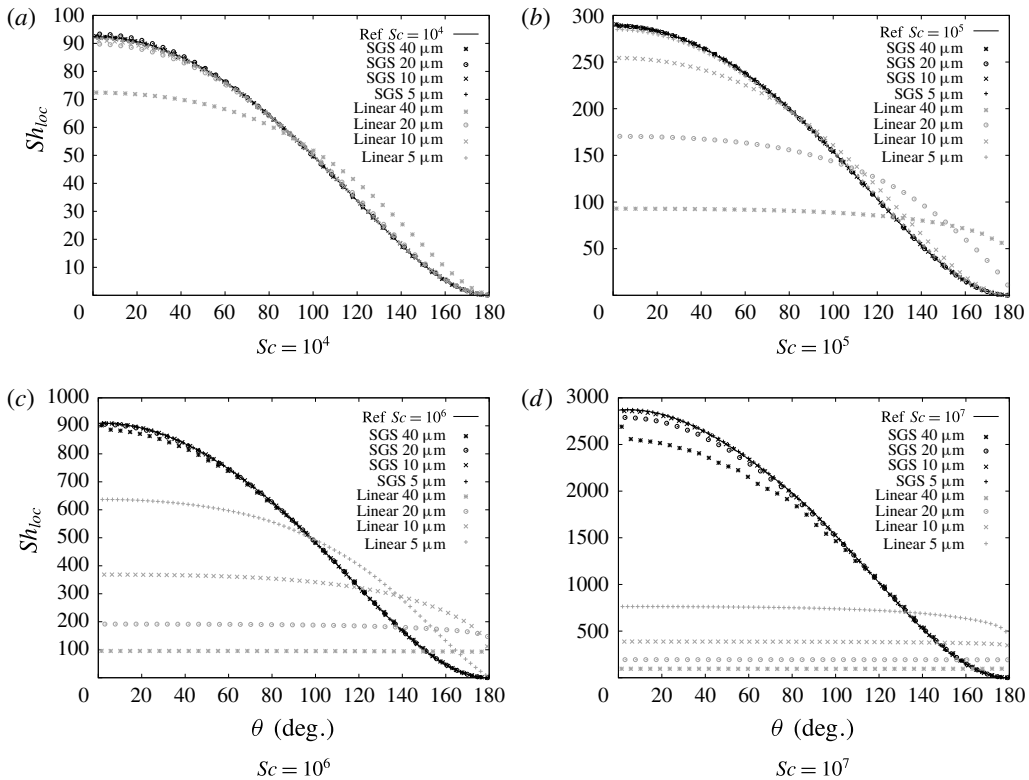 (a)
100
90
80
70
60
50
40
30
20
10
0 20 40 60 80 100 120 140 160 180
Sh_loc
Ref Sc = 10^4
SGS 40 μm
SGS 20 μm
SGS 10 μm
SGS 5 μm
Linear 40 μm
Linear 20 μm
Linear 10 μm
Linear 5 μm
Sc = 10^4
(b)
300
250
200
150
100
50
0 20 40 60 80 100 120 140 160 180
Ref Sc = 10^5
SGS 40 μm
SGS 20 μm
SGS 10 μm
SGS 5 μm
Linear 40 μm
Linear 20 μm
Linear 10 μm
Linear 5 μm
Sc = 10^5
(c)
1000
900
800
700
600
500
400
300
200
100
0 20 40 60 80 100 120 140 160 180
Sh_loc
Ref Sc = 10^6
SGS 40 μm
SGS 20 μm
SGS 10 μm
SGS 5 μm
Linear 40 μm
Linear 20 μm
Linear 10 μm
Linear 5 μm
θ (deg.)
Sc = 10^6
(d)
3000
2500
2000
1500
1000
500
0 20 40 60 80 100 120 140 160 180
Ref Sc = 10^7
SGS 40 μm
SGS 20 μm
SGS 10 μm
SGS 5 μm
Linear 40 μm
Linear 20 μm
Linear 10 μm
Linear 5 μm
θ (deg.)
Sc = 10^7